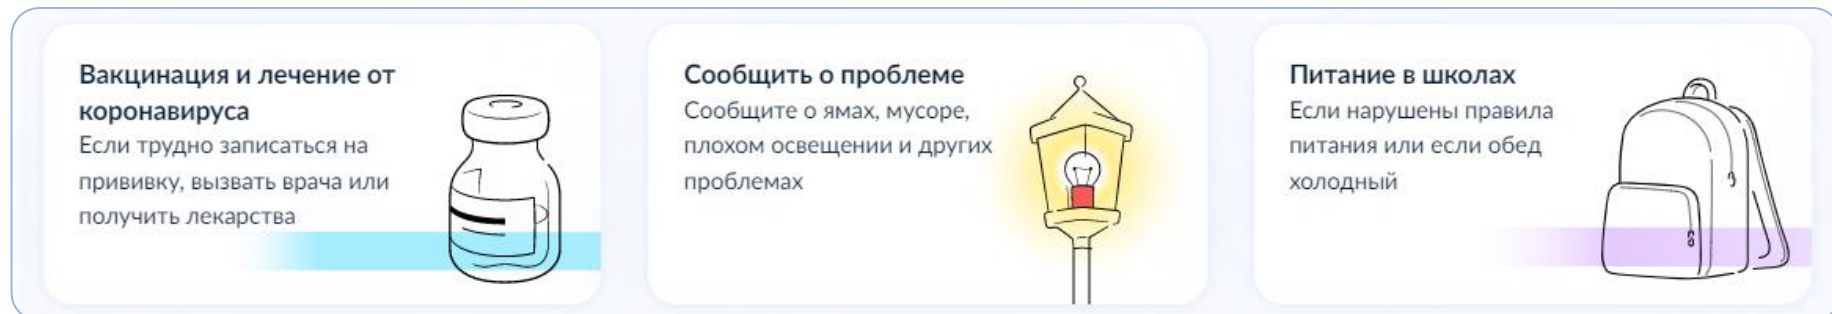 Вакцинация и лечение от
коронавируса
Если трудно записаться на
прививку, вызвать врача или
получить лекарства
Сообщить о проблеме
Сообщите о ямах, мусоре,
плохом освещении и других
проблемах
Питание в школах
Если нарушены правила
питания или если обед
холодный